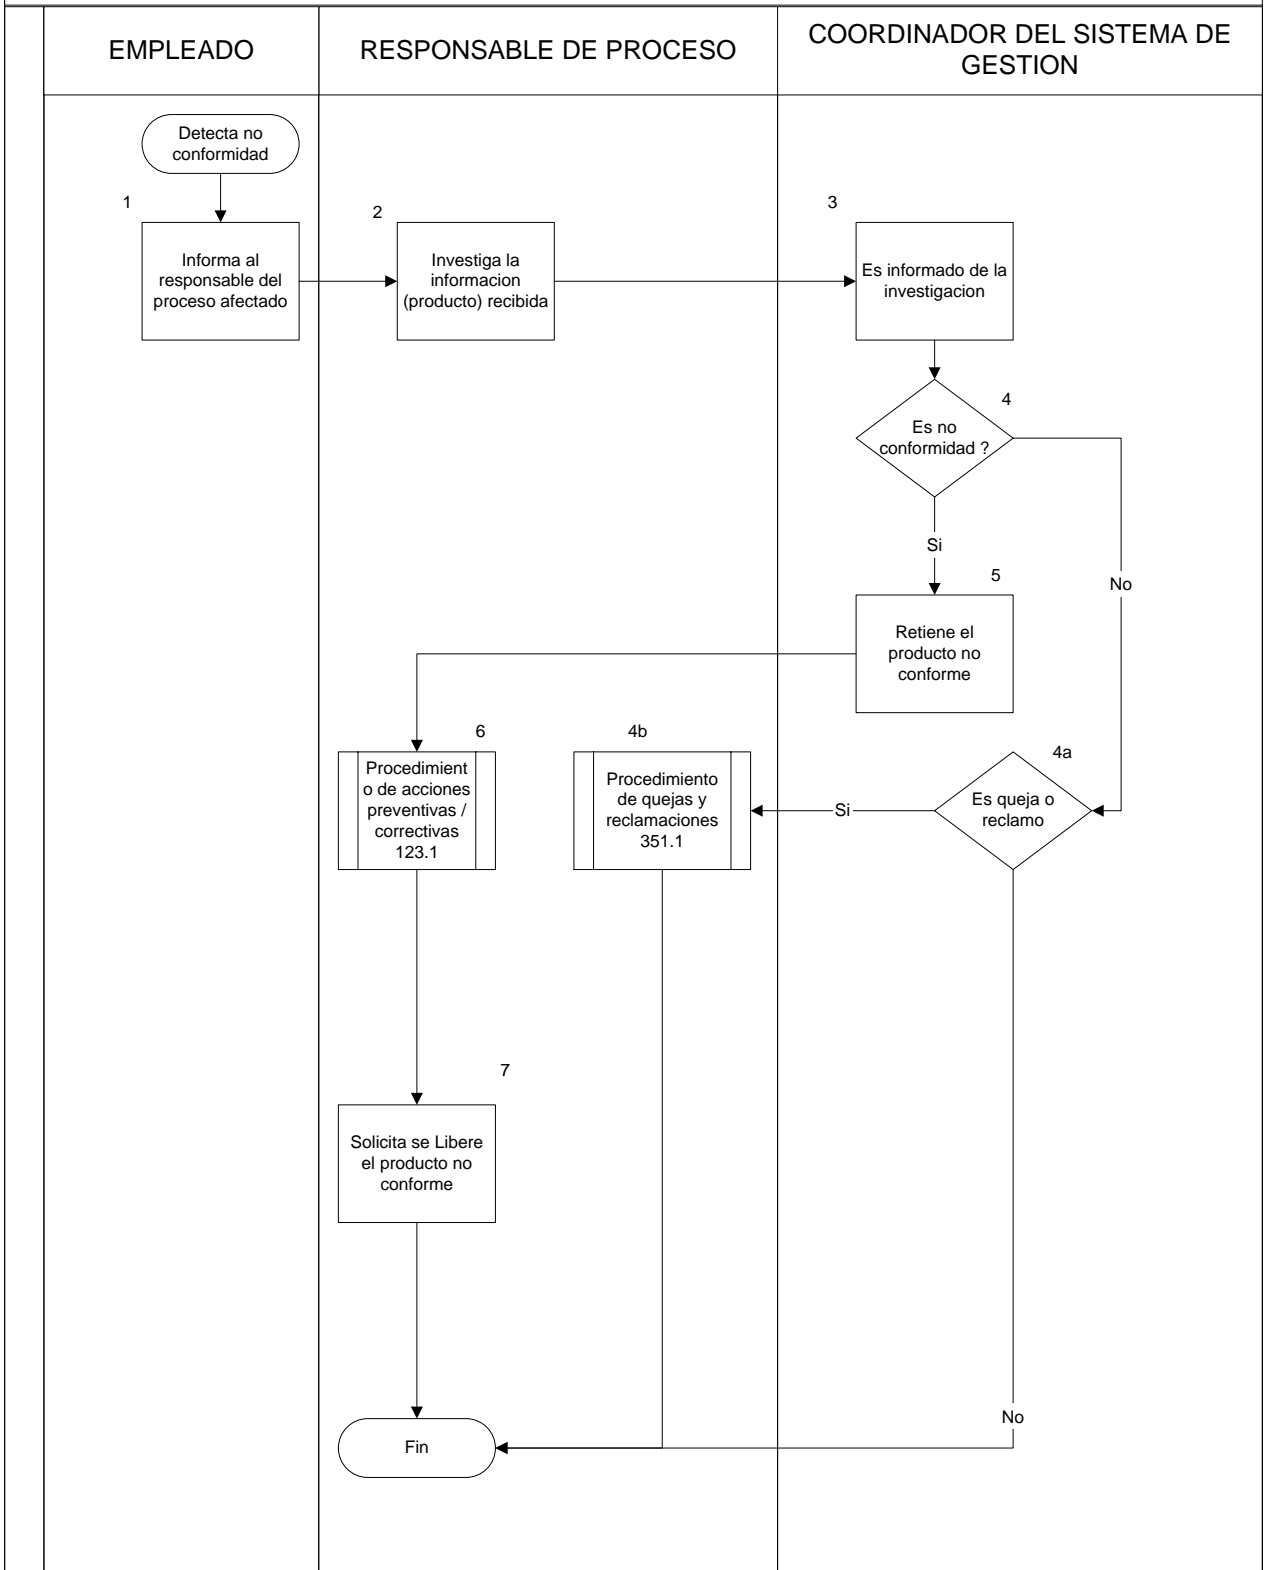 EMPLEADO
RESPONSABLE DE PROCESO
COORDINADOR DEL SISTEMA DE
GESTION
Detecta no
conformidad
1
Informa al
responsable del
proceso afectado
2
Investiga la
informacion
(producto) recibida
3
Es informado de la
investigacion
4
Es no
conformidad ?
Si
No
5
Retiene el
producto no
conforme
6
Procedimient
o de acciones
preventivas /
correctivas
123.1
4b
Procedimiento
de quejas y
reclamaciones
351.1
4a
Es queja o
reclamo
Si
7
Solicita se Libere
el producto no
conforme
No
Fin